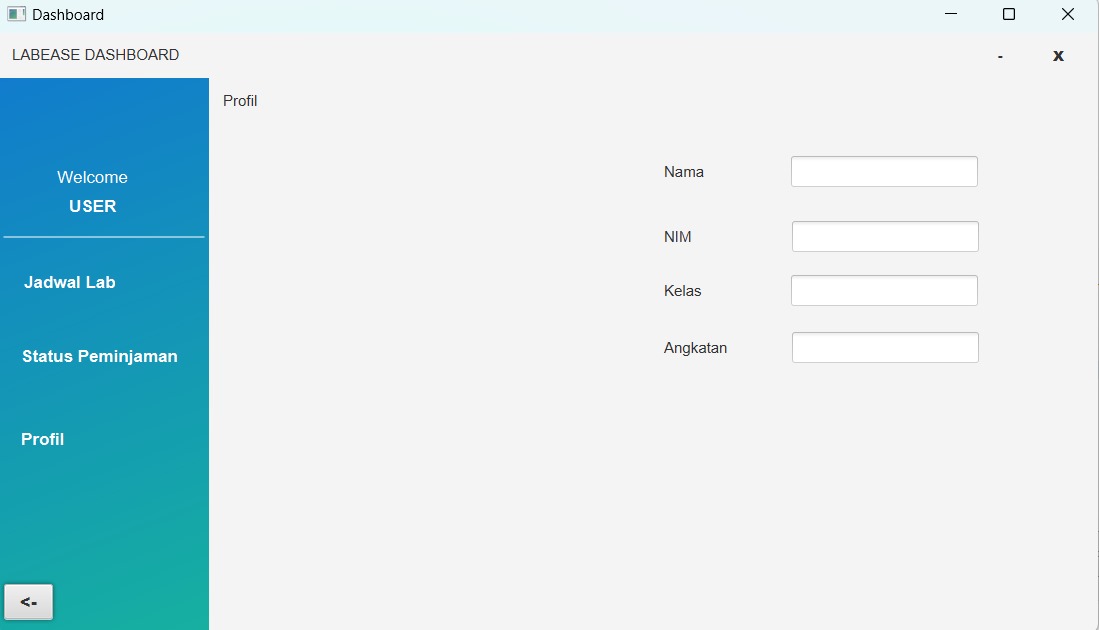 Dashboard
LABEASE DASHBOARD
-
x
Welcome
USER
Jadwal Lab
Status Peminjaman
Profil
<-
Profil
Nama
NIM
Kelas
Angkatan